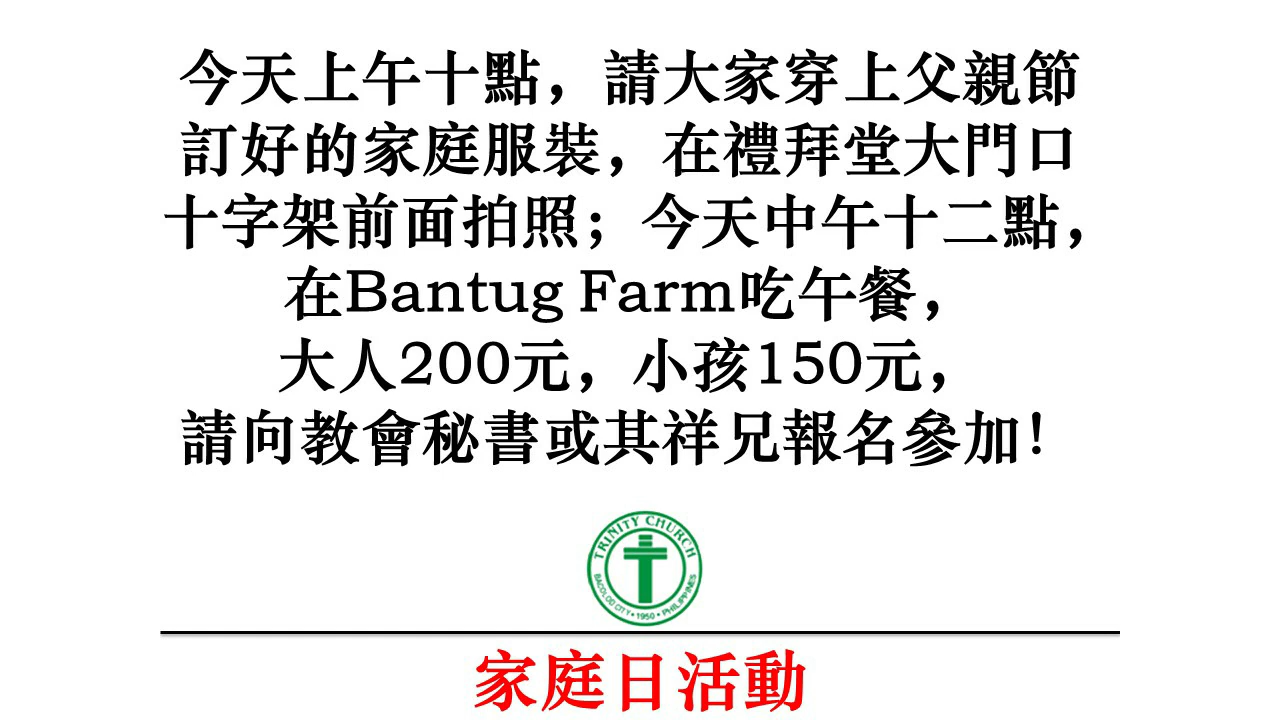 今天上午十點，請大家穿上父親節
訂好的家庭服裝，在禮拜堂大門口
十字架前面拍照；今天中午十二點，
在Bantug Farm吃午餐，
大人200元，小孩150元，
請向教會秘書或其祥兄報名參加！
TRINITY CHURCH
BACOLOD CITY • 1950 • PHILIPPINES
家庭日活動